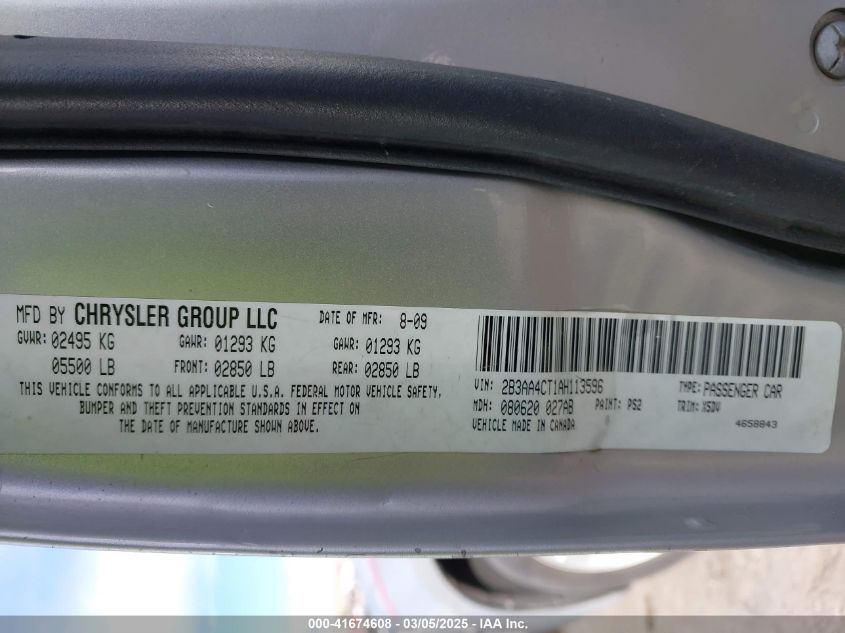 MFD BY CHRYSLER GROUP LLC DATE OF MFR: 8-09
GVWR: 02495 KG GAWR: 01293 KG GAWR: 01293 KG
05500 LB FRONT: 02850 LB REAR: 02850 LB
THIS VEHICLE CONFORMS TO ALL APPLICABLE U.S.A. FEDERAL MOTOR VEHICLE SAFETY,
BUMPER AND THEFT PREVENTION STANDARDS IN EFFECT ON
THE DATE OF MANUFACTURE SHOWN ABOVE.
VIN: 2B3AA4CT1AH113596 TYPE: PASSENGER CAR
MDH: 080620 027AB PAINT: PS2 TRIM: XSDV
VEHICLE MADE IN CANADA 4658843
000-41674608 - 03/05/2025 - IAA Inc.